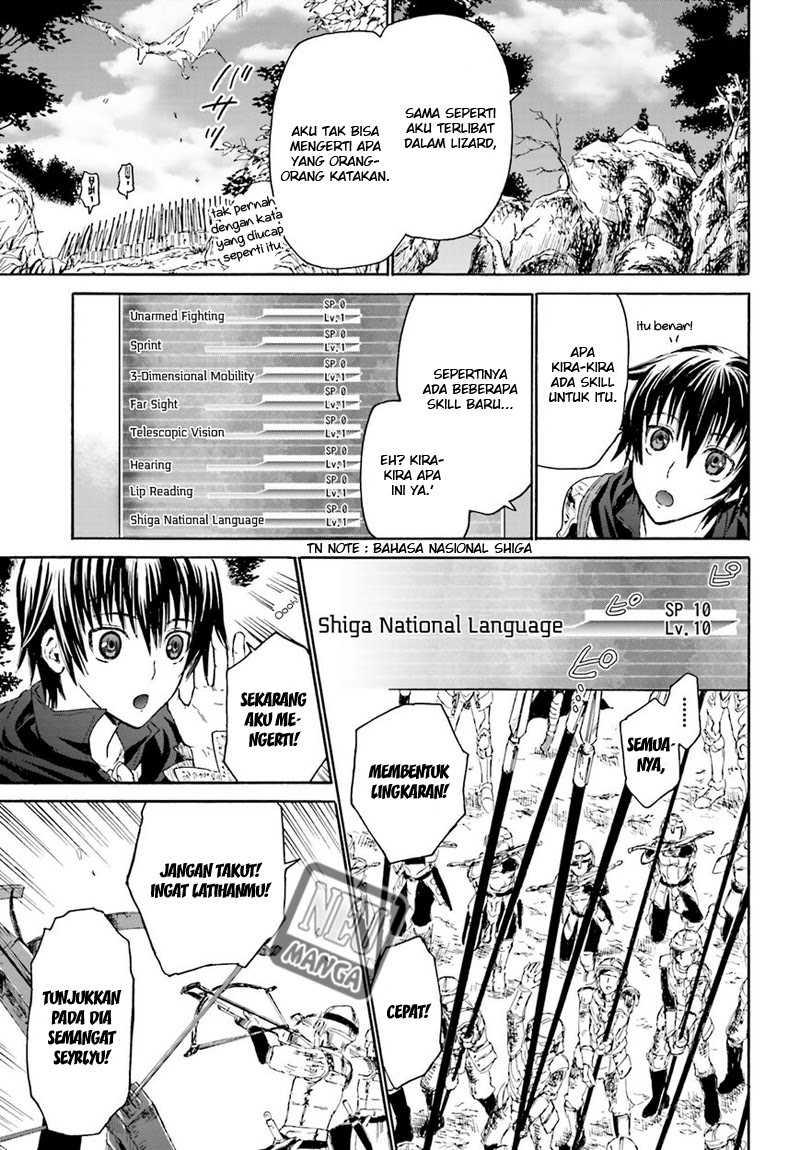 SAMA SEPERTI
AKU TERLIBAT
DALAM LIZARD,
AKU TAK BISA
MENGERTI APA
YANG ORANG-
ORANG KATAKAN.
tak pernah
dengan kata
yang diucap
seperti itu.
itu benar!
APA
KIRA-KIRA
ADA SKILL
UNTUK ITU.
SEPERTINYA
ADA BEBERAPA
SKILL BARU...
EH? KIRA-
KIRA APA
INI YA.'
SP 0
Unarmed Fighting Lv.1
SP 0
Sprint Lv.1
SP 0
3-Dimensional Mobility Lv.1
SP 0
Far Sight Lv.1
SP 0
Telescopic Vision Lv.1
SP 0
Hearing Lv.1
SP 0
Lip Reading Lv.1
SP 0
Shiga National Language Lv.1
TN NOTE : BAHASA NASIONAL SHIGA
ピ
ピ
ピ
SP 10
Shiga National Language Lv.10
Oooh
SEKARANG
AKU ME-
NGERTI!
........
SEMUA-
NYA,
MEMBENTUK
LINGKARAN!
CEPAT!
JANGAN TAKUT!
INGAT LATIHANMU!
TUNJUKKAN
PADA DIA
SEMANGAT
SEYRLYU!
NEU
MANGA